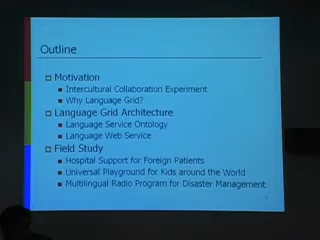 Outline
Motivation
Intercultural Collaboration Experiment
Why Language Grid?
Language Grid Architecture
Language Service Ontology
Language Web Service
Field Study
Hospital Support for Foreign Patients
Universal Playground for Kids around the World
Multilingual Radio Program for Disaster Management